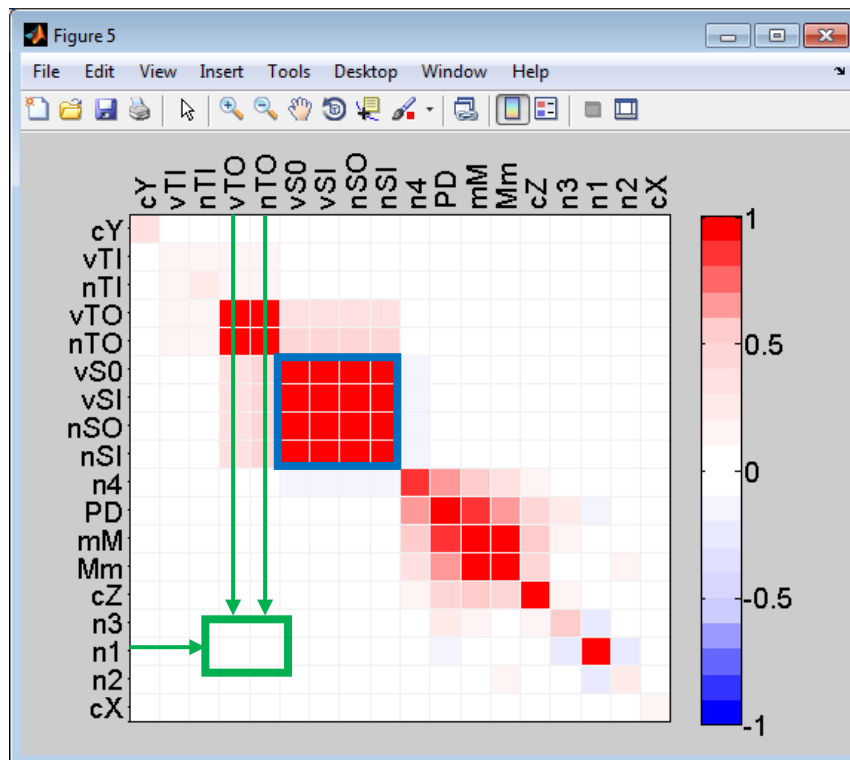 Figure 5
File Edit View Insert Tools Desktop Window Help
cY vTI nTI vTO nTO vS0 vSI nSO nSI n4 PD mM Mm cZ n3 n1 n2 cX
cY
vTI
nTI
vTO
nTO
vS0
vSI
nSO
nSI
n4
PD
mM
Mm
cZ
n3
n1
n2
cX
1
0.5
0
-0.5
-1